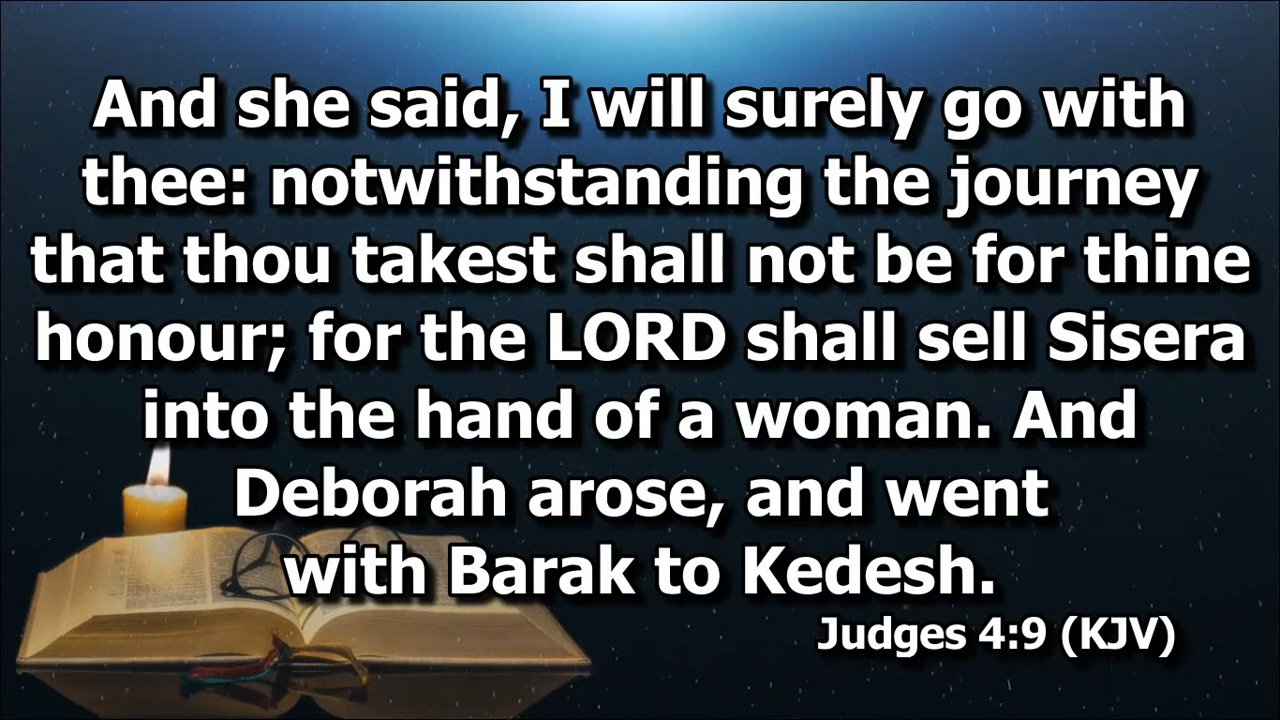 And she said, I will surely go with
thee: notwithstanding the journey
that thou takest shall not be for thine
honour; for the LORD shall sell Sisera
into the hand of a woman. And
Deborah arose, and went
with Barak to Kedesh.
Judges 4:9 (KJV)